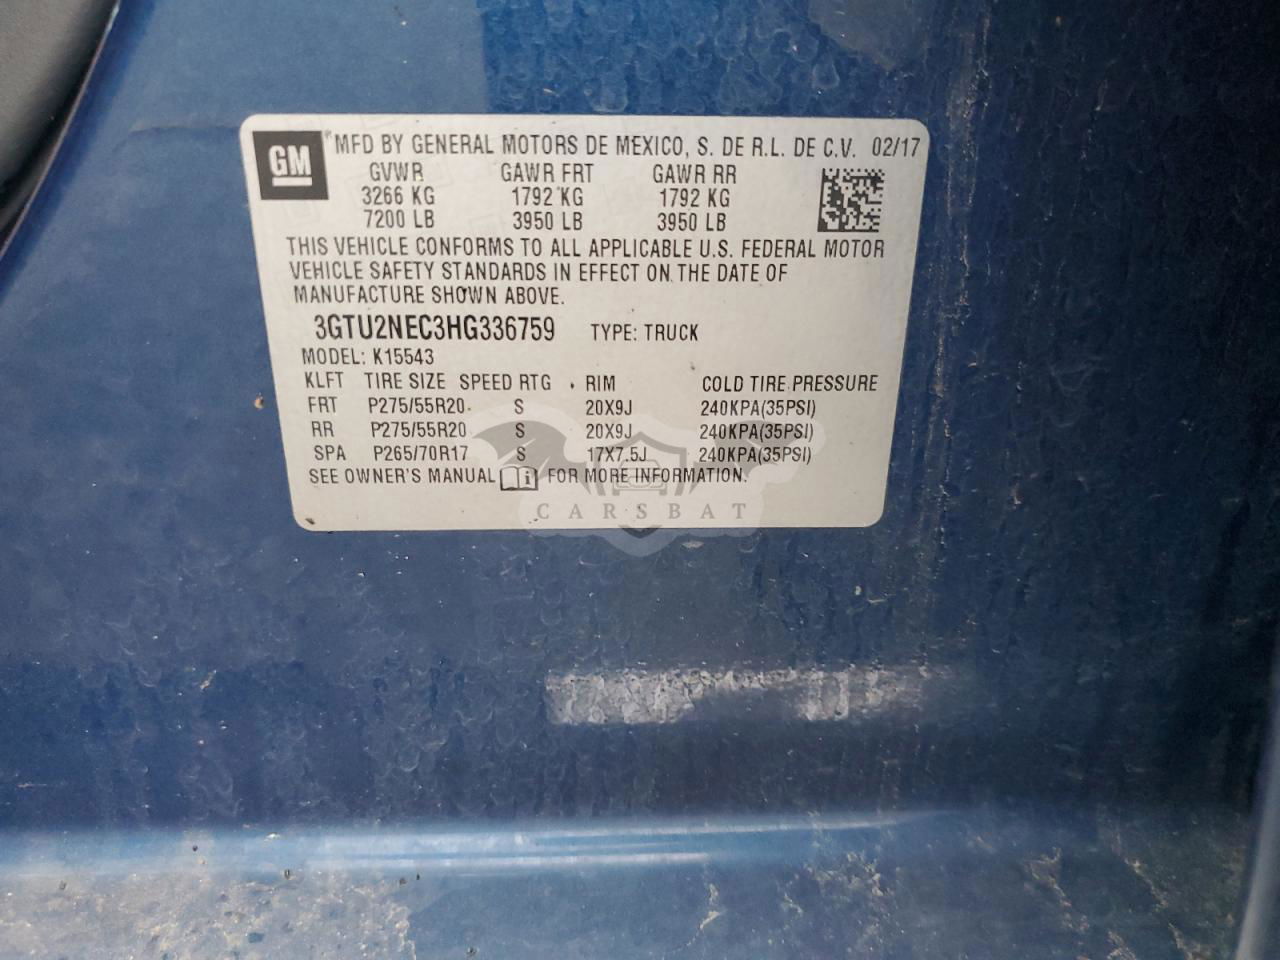 GM ® MFD BY GENERAL MOTORS DE MEXICO, S. DE R.L. DE C.V. 02/17
GVWR GAWR FRT GAWR RR
3266 KG 1792 KG 1792 KG
7200 LB 3950 LB 3950 LB
THIS VEHICLE CONFORMS TO ALL APPLICABLE U.S. FEDERAL MOTOR
VEHICLE SAFETY STANDARDS IN EFFECT ON THE DATE OF
MANUFACTURE SHOWN ABOVE.
3GTU2NEC3HG336759 TYPE: TRUCK
MODEL: K15543
KLFT TIRE SIZE SPEED RTG RIM COLD TIRE PRESSURE
FRT P275/55R20 S 20X9J 240KPA(35PSI)
RR P275/55R20 S 20X9J 240KPA(35PSI)
SPA P265/70R17 S 17X7.5J 240KPA(35PSI)
SEE OWNER'S MANUAL i FOR MORE INFORMATION.
CARSBAT